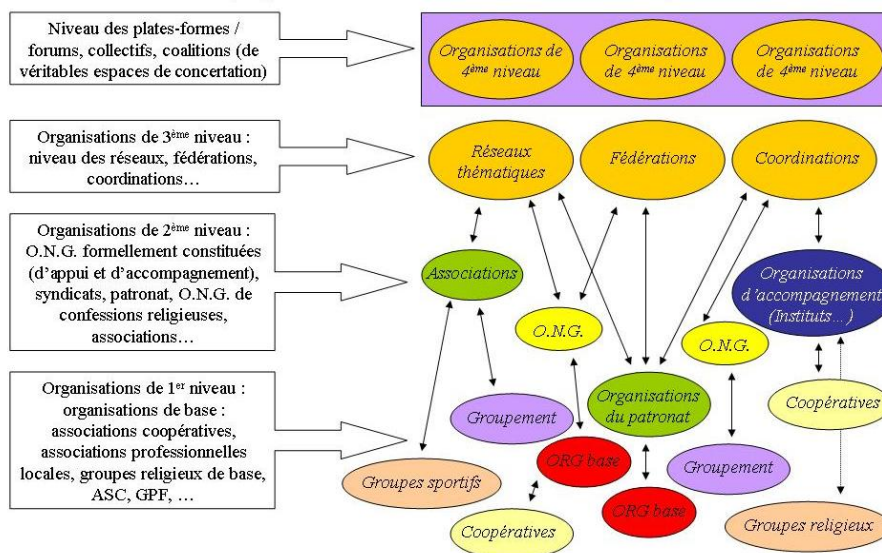 Niveau des plates-formes /
forums, collectifs, coalitions (de
véritables espaces de concertation)
Organisations de
4ème niveau
Organisations
de 4ème niveau
Organisations
de 4ème niveau
Organisations de 3ème niveau :
niveau des réseaux, fédérations,
coordinations…
Réseaux
thématiques
Fédérations
Coordinations
Organisations de 2ème niveau :
O.N.G. formellement constituées
(d’appui et d’accompagnement),
syndicats, patronat, O.N.G. de
confessions religieuses,
associations…
Associations
O.N.G.
O.N.G.
Organisations
d’accompagnement
(Instituts…)
Organisations de 1er niveau :
organisations de base :
associations coopératives,
associations professionnelles
locales, groupes religieux de base,
ASC, GPF, …
Groupement
Organisations
du patronat
Coopératives
Groupes sportifs
ORG base
Groupement
Coopératives
ORG base
Groupes religieux